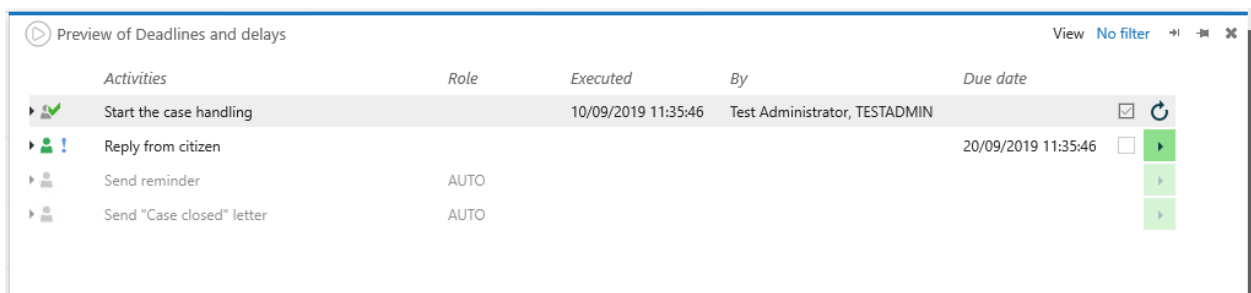 Preview of Deadlines and delays View No filter
Activities Role Executed By Due date
Start the case handling 10/09/2019 11:35:46 Test Administrator, TESTADMIN
Reply from citizen 20/09/2019 11:35:46
Send reminder AUTO
Send "Case closed" letter AUTO